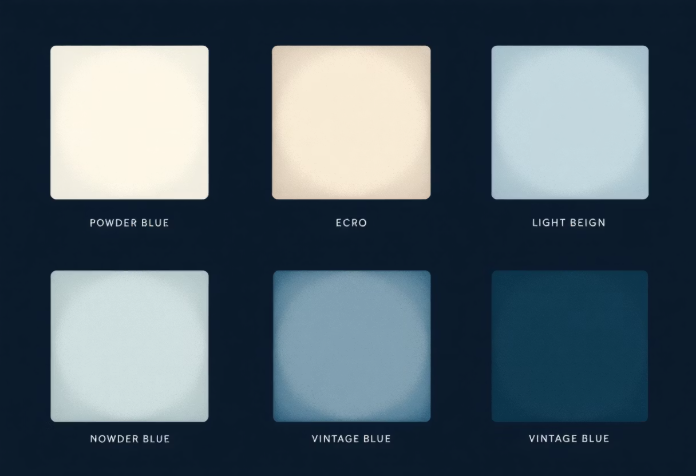 POWDER BLUE
ECRO
LIGHT BEIGN
NOWDER BLUE
VINTAGE BLUE
VINTAGE BLUE